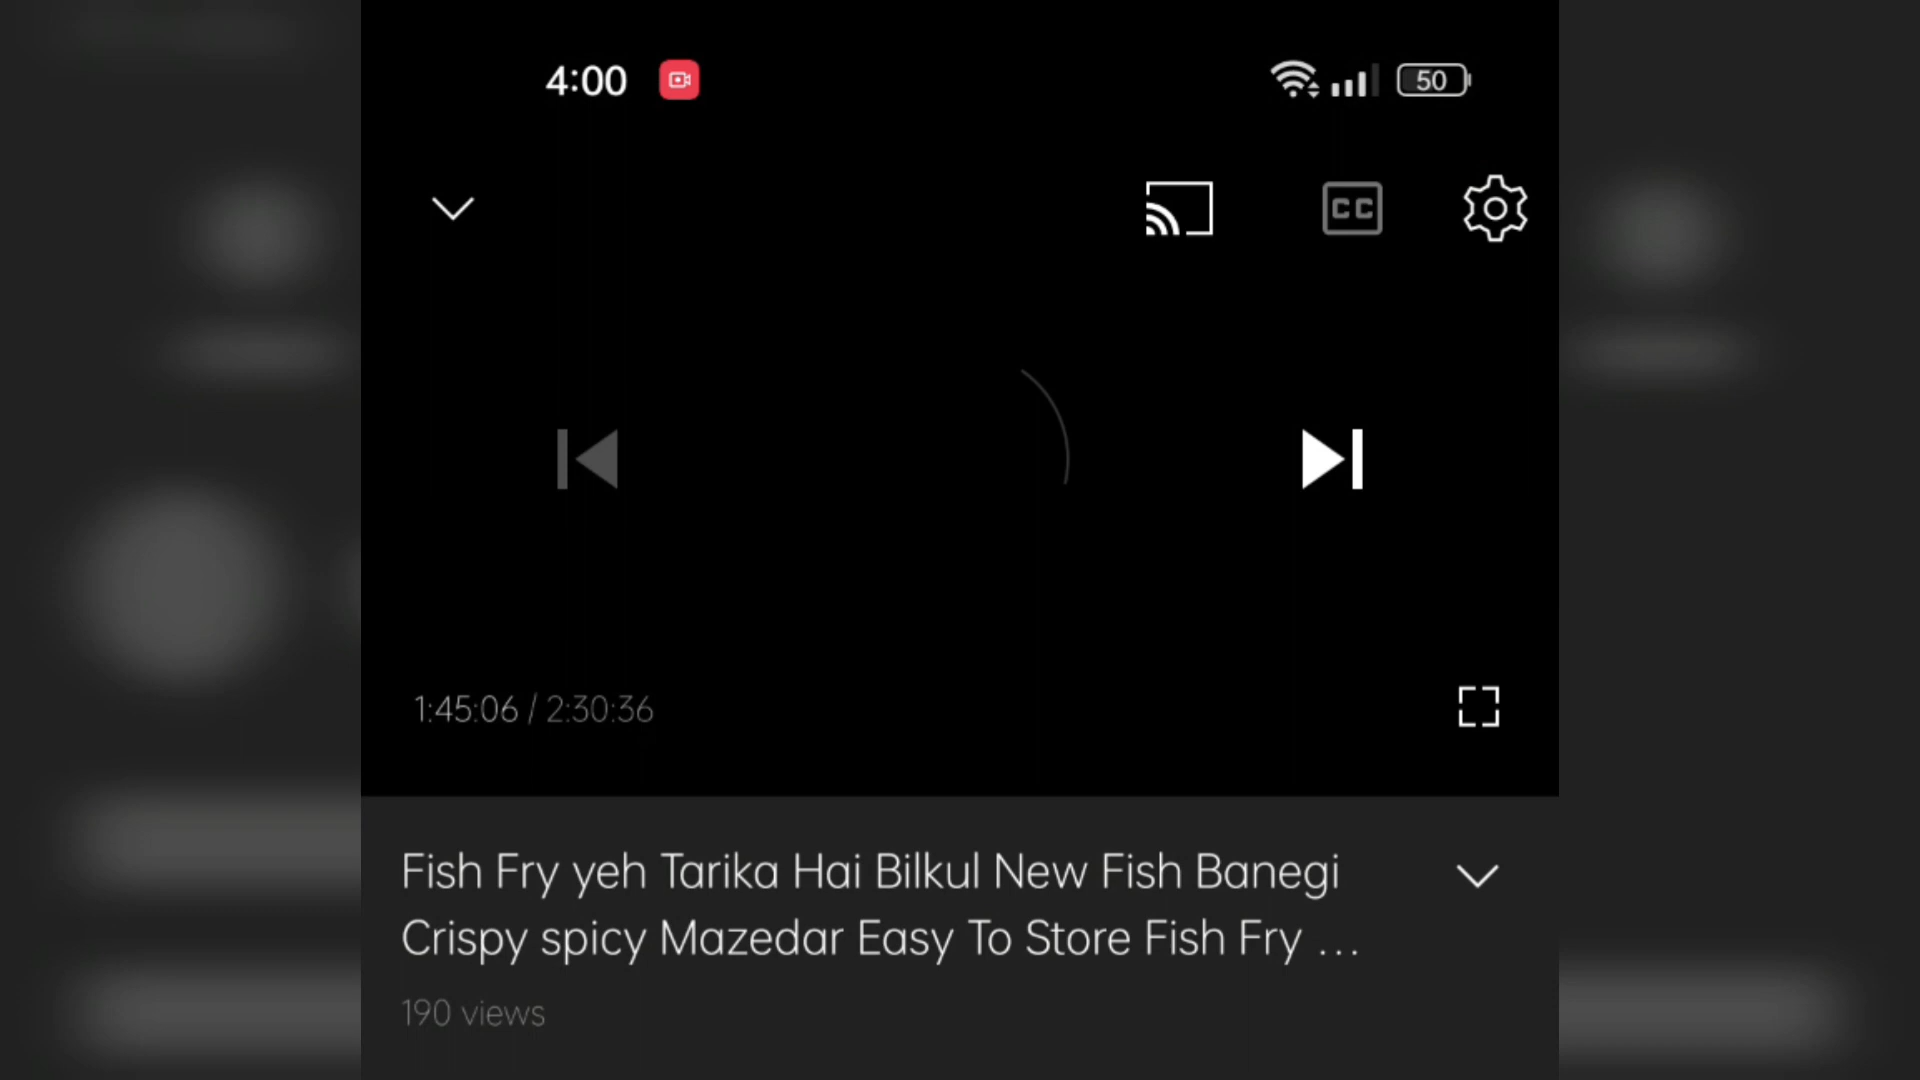 4:00
50
CC
1:45:06 / 2:30:36
Fish Fry yeh Tarika Hai Bilkul New Fish Banegi
Crispy spicy Mazedar Easy To Store Fish Fry ...
190 views